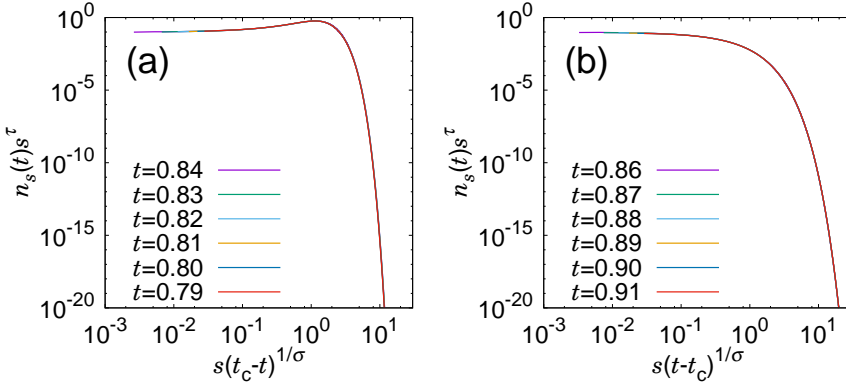 (a)
n_s(t)s^τ
10^0
10^-5
10^-10
10^-15
10^-20
t=0.84
t=0.83
t=0.82
t=0.81
t=0.80
t=0.79
10^-3 10^-2 10^-1 10^0 10^1
s(t_c-t)^{1/σ}
(b)
n_s(t)s^τ
10^0
10^-5
10^-10
10^-15
10^-20
t=0.86
t=0.87
t=0.88
t=0.89
t=0.90
t=0.91
10^-3 10^-2 10^-1 10^0 10^1
s(t-t_c)^{1/σ}